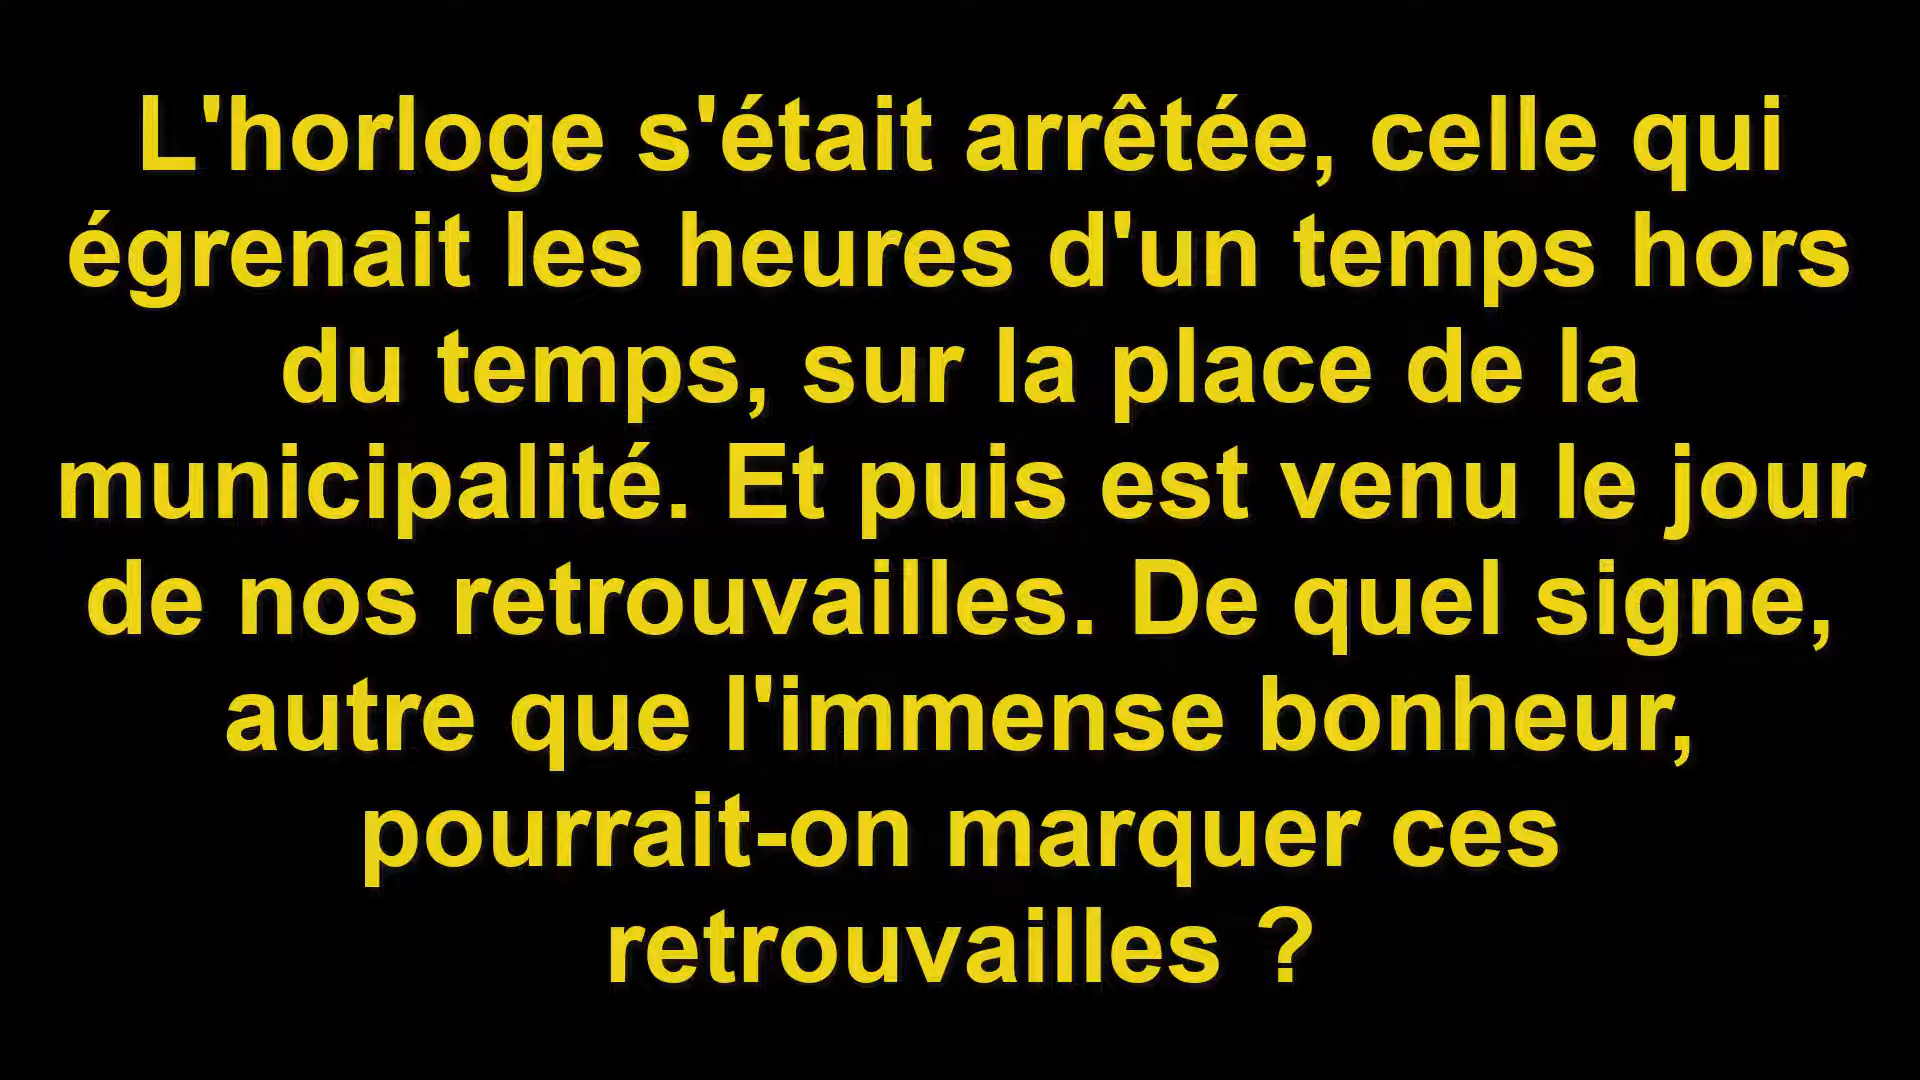 L'horloge s'était arrêtée, celle qui
égrenait les heures d'un temps hors
du temps, sur la place de la
municipalité. Et puis est venu le jour
de nos retrouvailles. De quel signe,
autre que l'immense bonheur,
pourrait-on marquer ces
retrouvailles ?